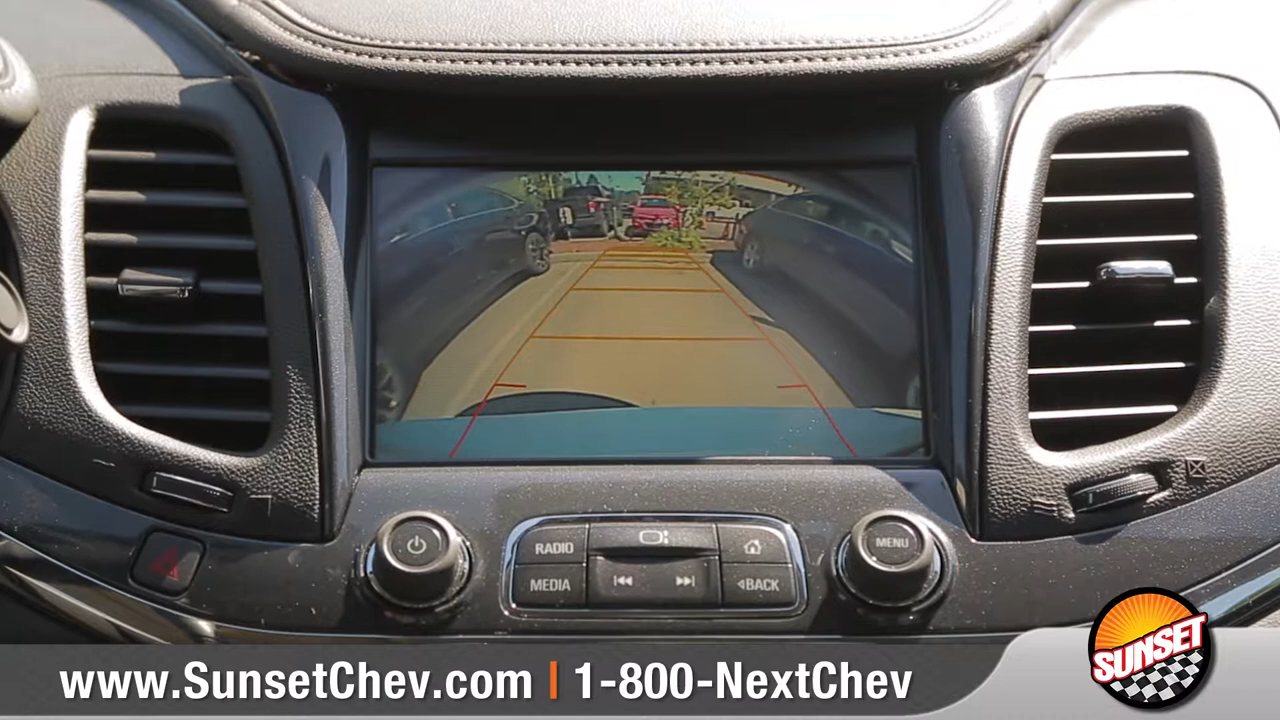 RADIO
MEDIA
BACK
MENU
www.SunsetChev.com | 1-800-NextChev
SUNSET